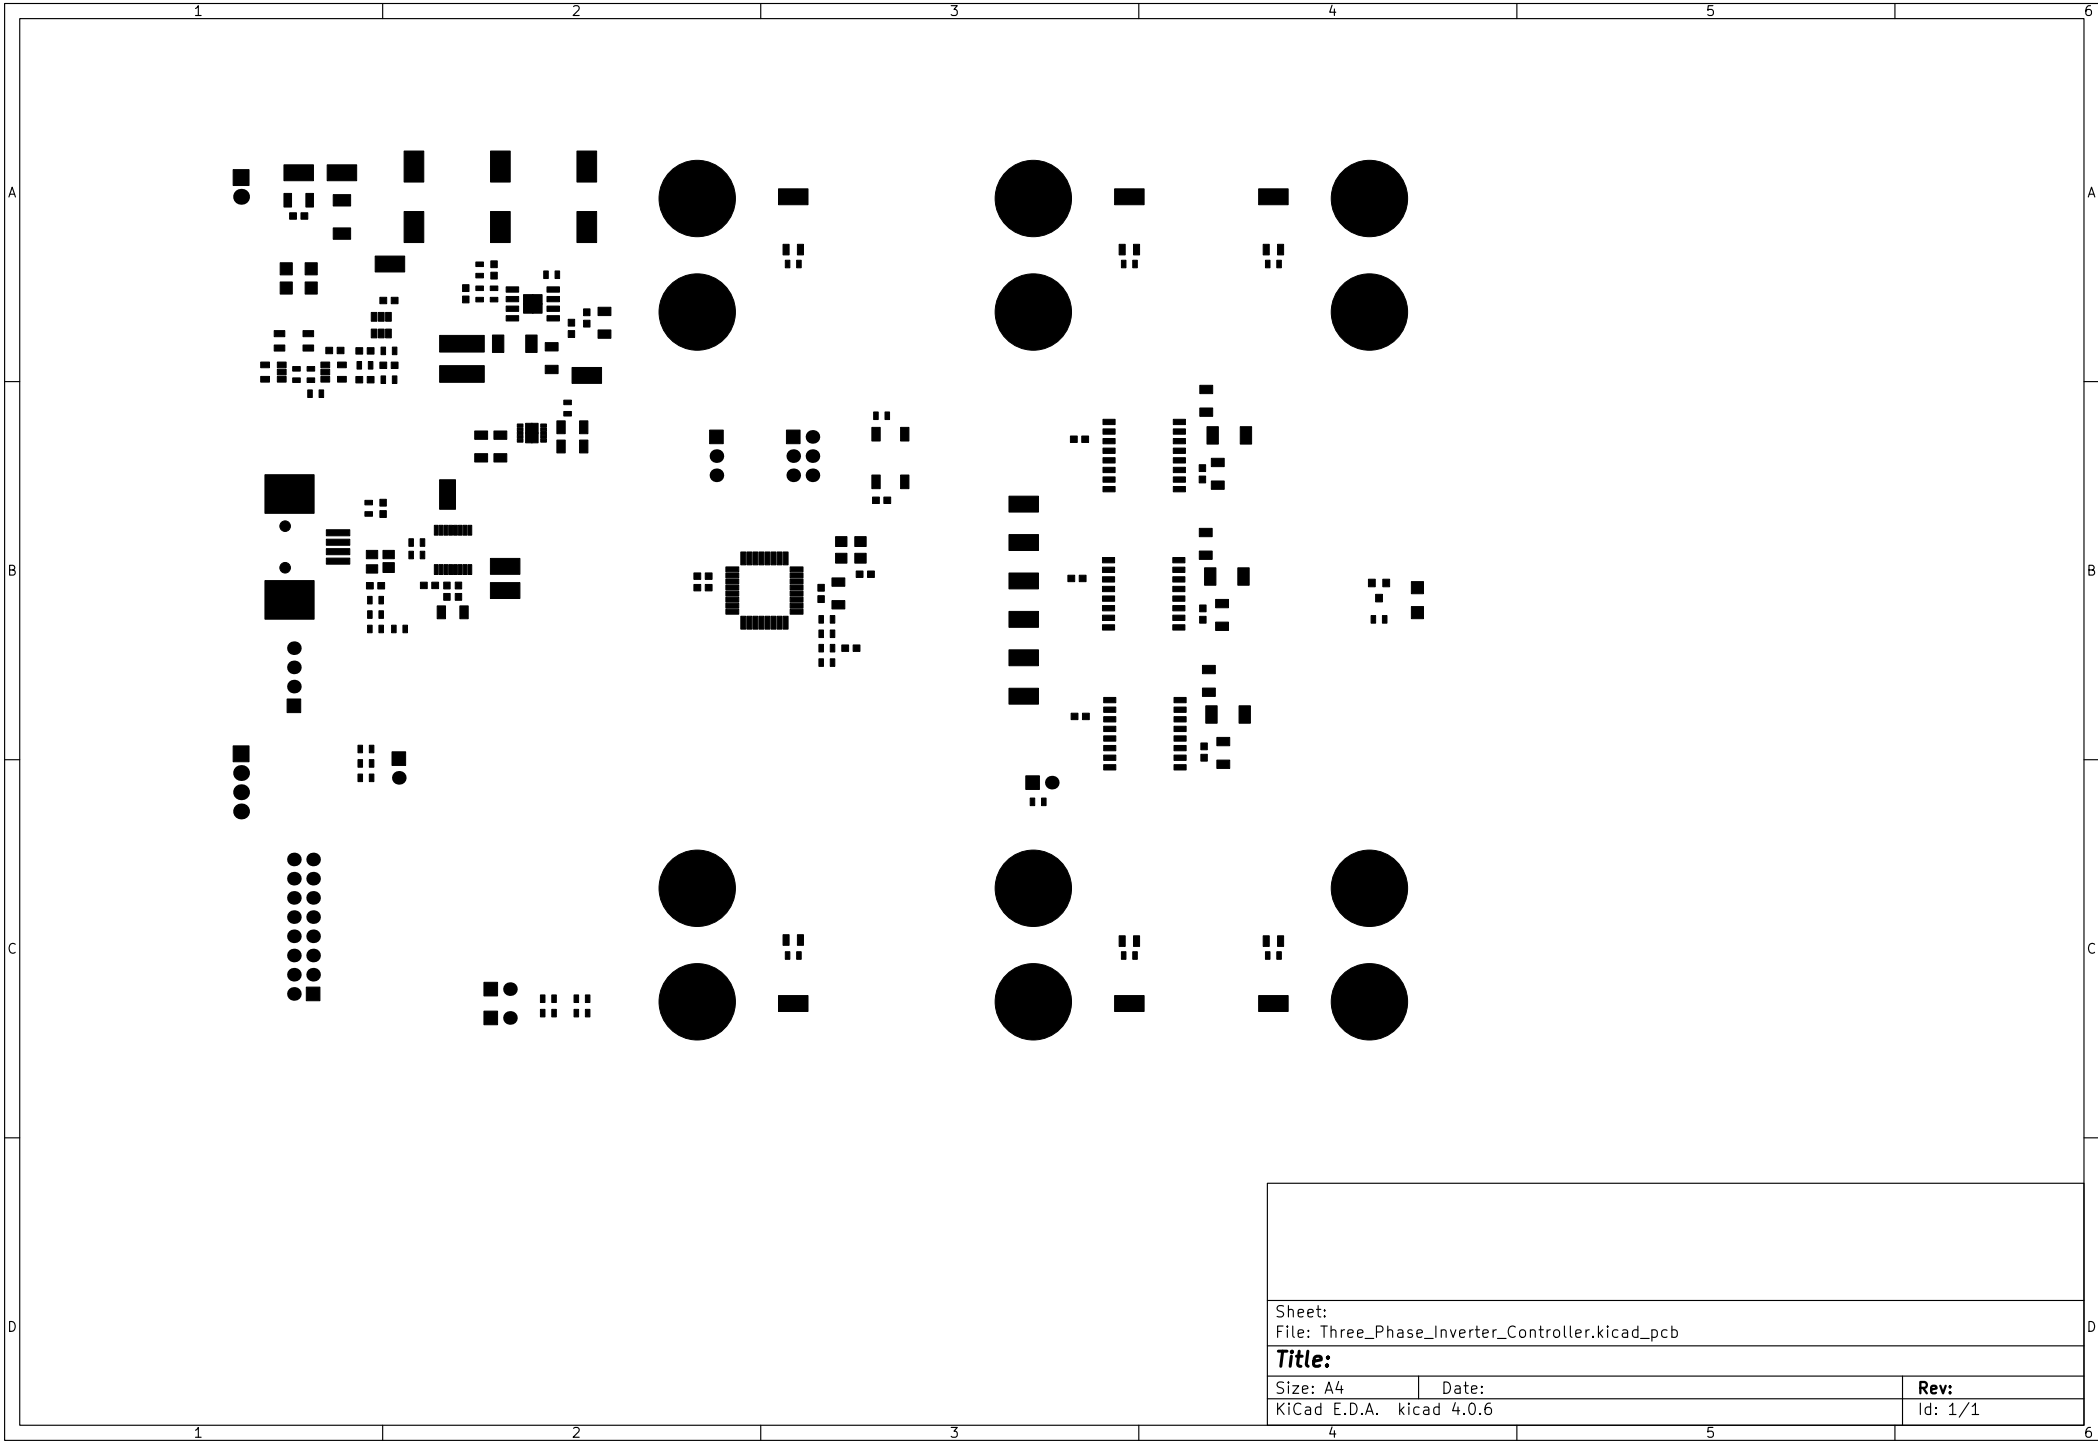 1 2 3 4 5 6
A A
B B
C C
D D
Sheet:
File: Three_Phase_Inverter_Controller.kicad_pcb
Title:
Size: A4 Date: Rev:
KiCad E.D.A. kicad 4.0.6 Id: 1/1
1 2 3 4 5 6